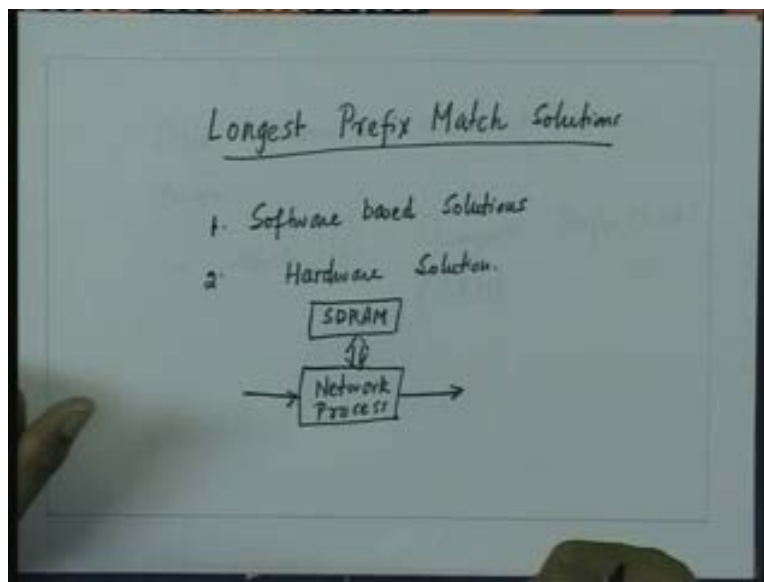 Longest Prefix Match Solutions
1. Software based Solutions
2. Hardware Solution.
SDRAM
Network
Process